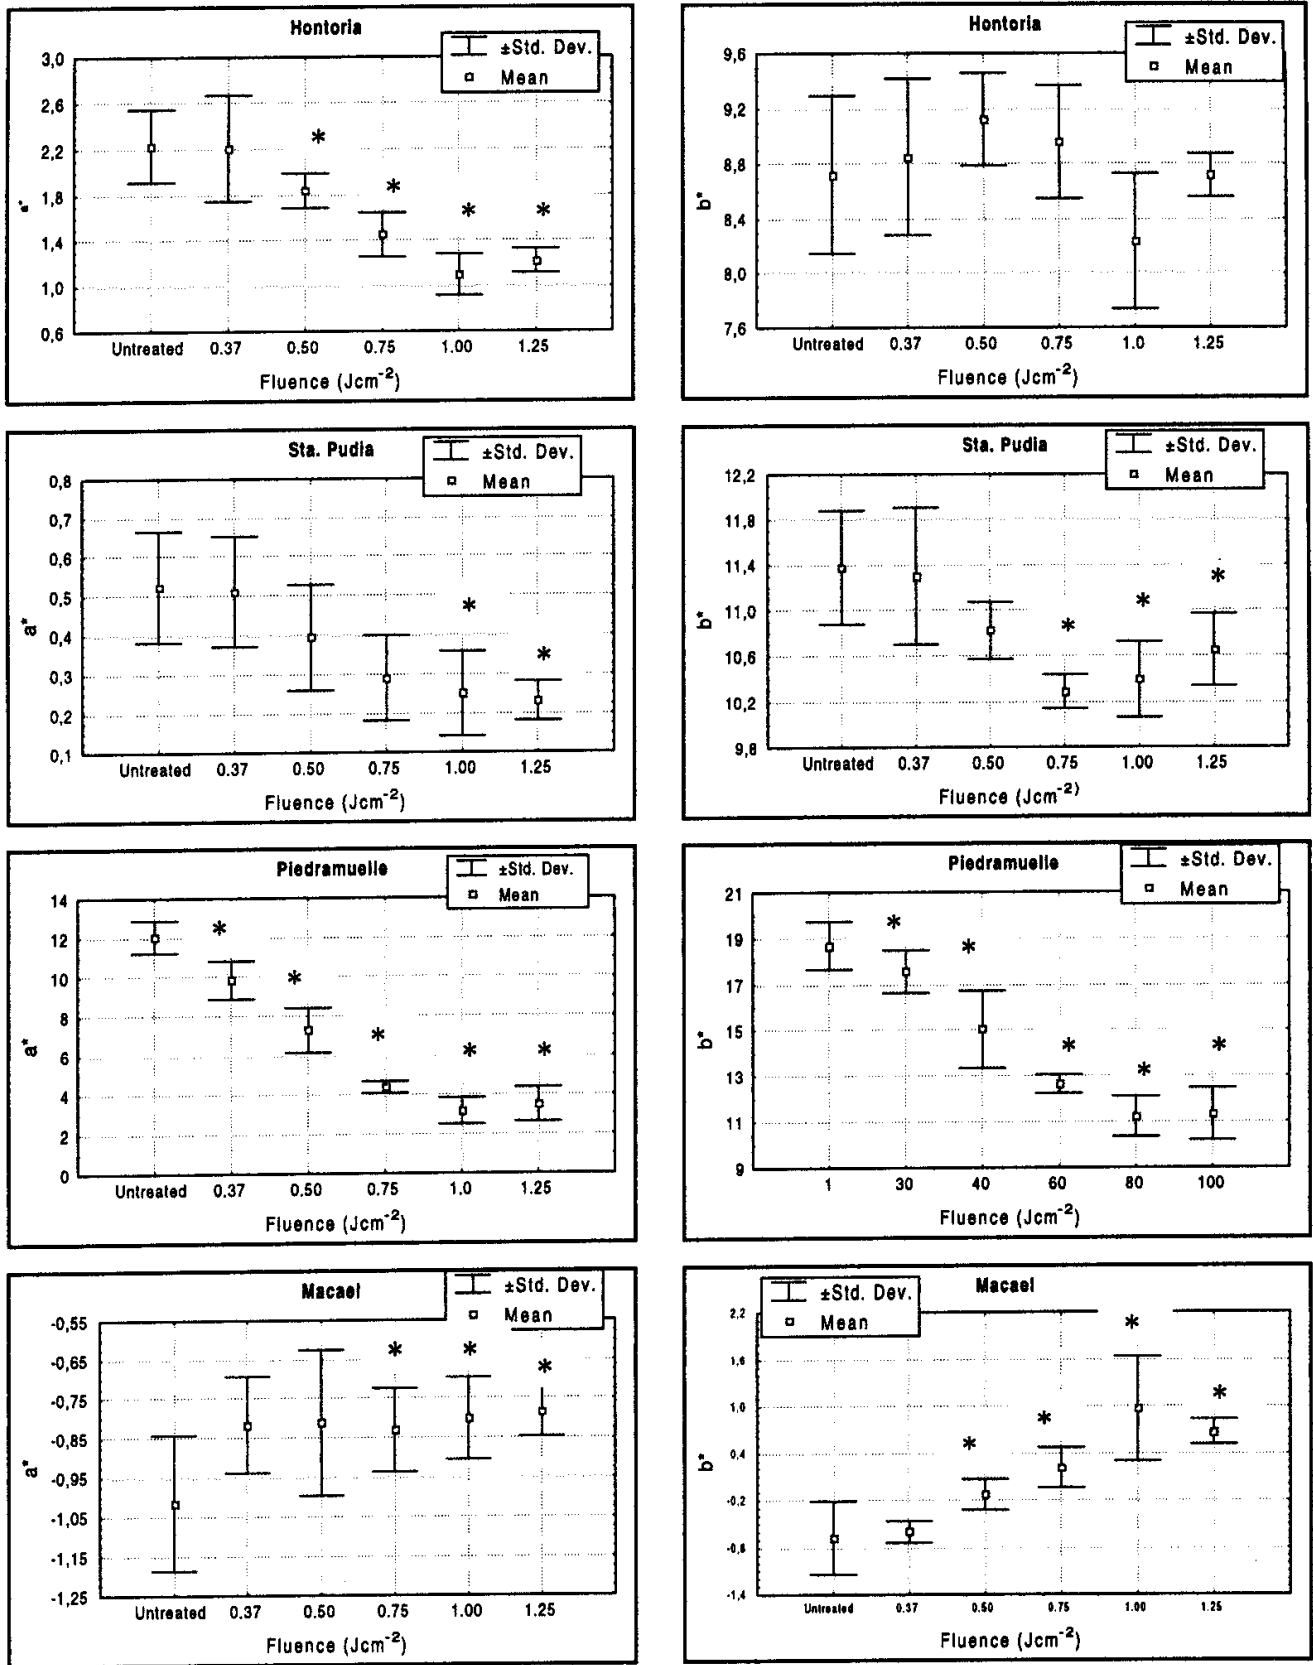 Hontoria
±Std. Dev.
Mean
3,0
2,6
2,2
1,8
1,4
1,0
0,6
Untreated 0.37 0.50 0.75 1.00 1.25
Fluence (Jcm-2)
Hontoria
±Std. Dev.
Mean
b*
9,6
9,2
8,8
8,4
8,0
7,6
Untreated 0.37 0.50 0.75 1.0 1.25
Fluence (Jcm-2)
Sta. Pudia
±Std. Dev.
Mean
a*
0,8
0,7
0,6
0,5
0,4
0,3
0,2
0,1
* *
Untreated 0.37 0.50 0.75 1.00 1.25
Fluence (Jcm-2)
Sta. Pudia
±Std. Dev.
Mean
b*
12,2
11,8
11,4
11,0
10,6
10,2
9,8
* * *
Untreated 0.37 0.50 0.75 1.00 1.25
Fluence (Jcm-2)
Piedramuelle
±Std. Dev.
Mean
a*
14
12
10
8
6
4
2
0
* * * * *
Untreated 0.37 0.50 0.75 1.0 1.25
Fluence (Jcm-2)
Piedramuelle
±Std. Dev.
Mean
b*
21
19
17
15
13
11
9
* * * * *
1 30 40 60 80 100
Fluence (Jcm-2)
Macael
±Std. Dev.
Mean
a*
-0,55
-0,65
-0,75
-0,85
-0,95
-1,05
-1,15
-1,25
* * *
Untreated 0.37 0.50 0.75 1.00 1.25
Fluence (Jcm-2)
Macael
±Std. Dev.
Mean
b*
2,2
1,6
1,0
0,4
-0,2
-0,8
-1,4
* * * *
Untreated 0.37 0.50 0.75 1.00 1.25
Fluence (Jcm-2)